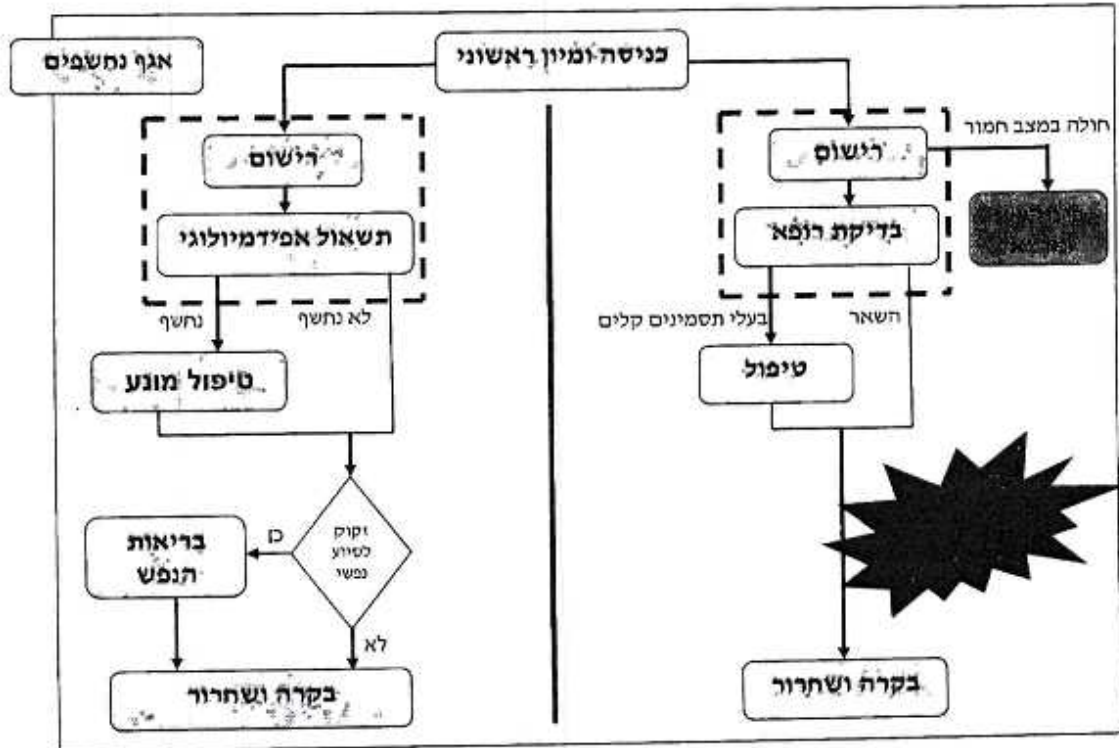 אגף נחשפים
כניסה ומיון ראשוני
רישום
תשאול אפידמיולוגי
נחשף
לא נחשף
טיפול מונע
זקוק
לסיוע
נפשי
כן
בריאות
הנפש
לא
בקרה ושחרור
רישום
חולה במצב חמור
בדיקת רופא
בעלי תסמינים קלים
השאר
טיפול
בקרה ושחרור